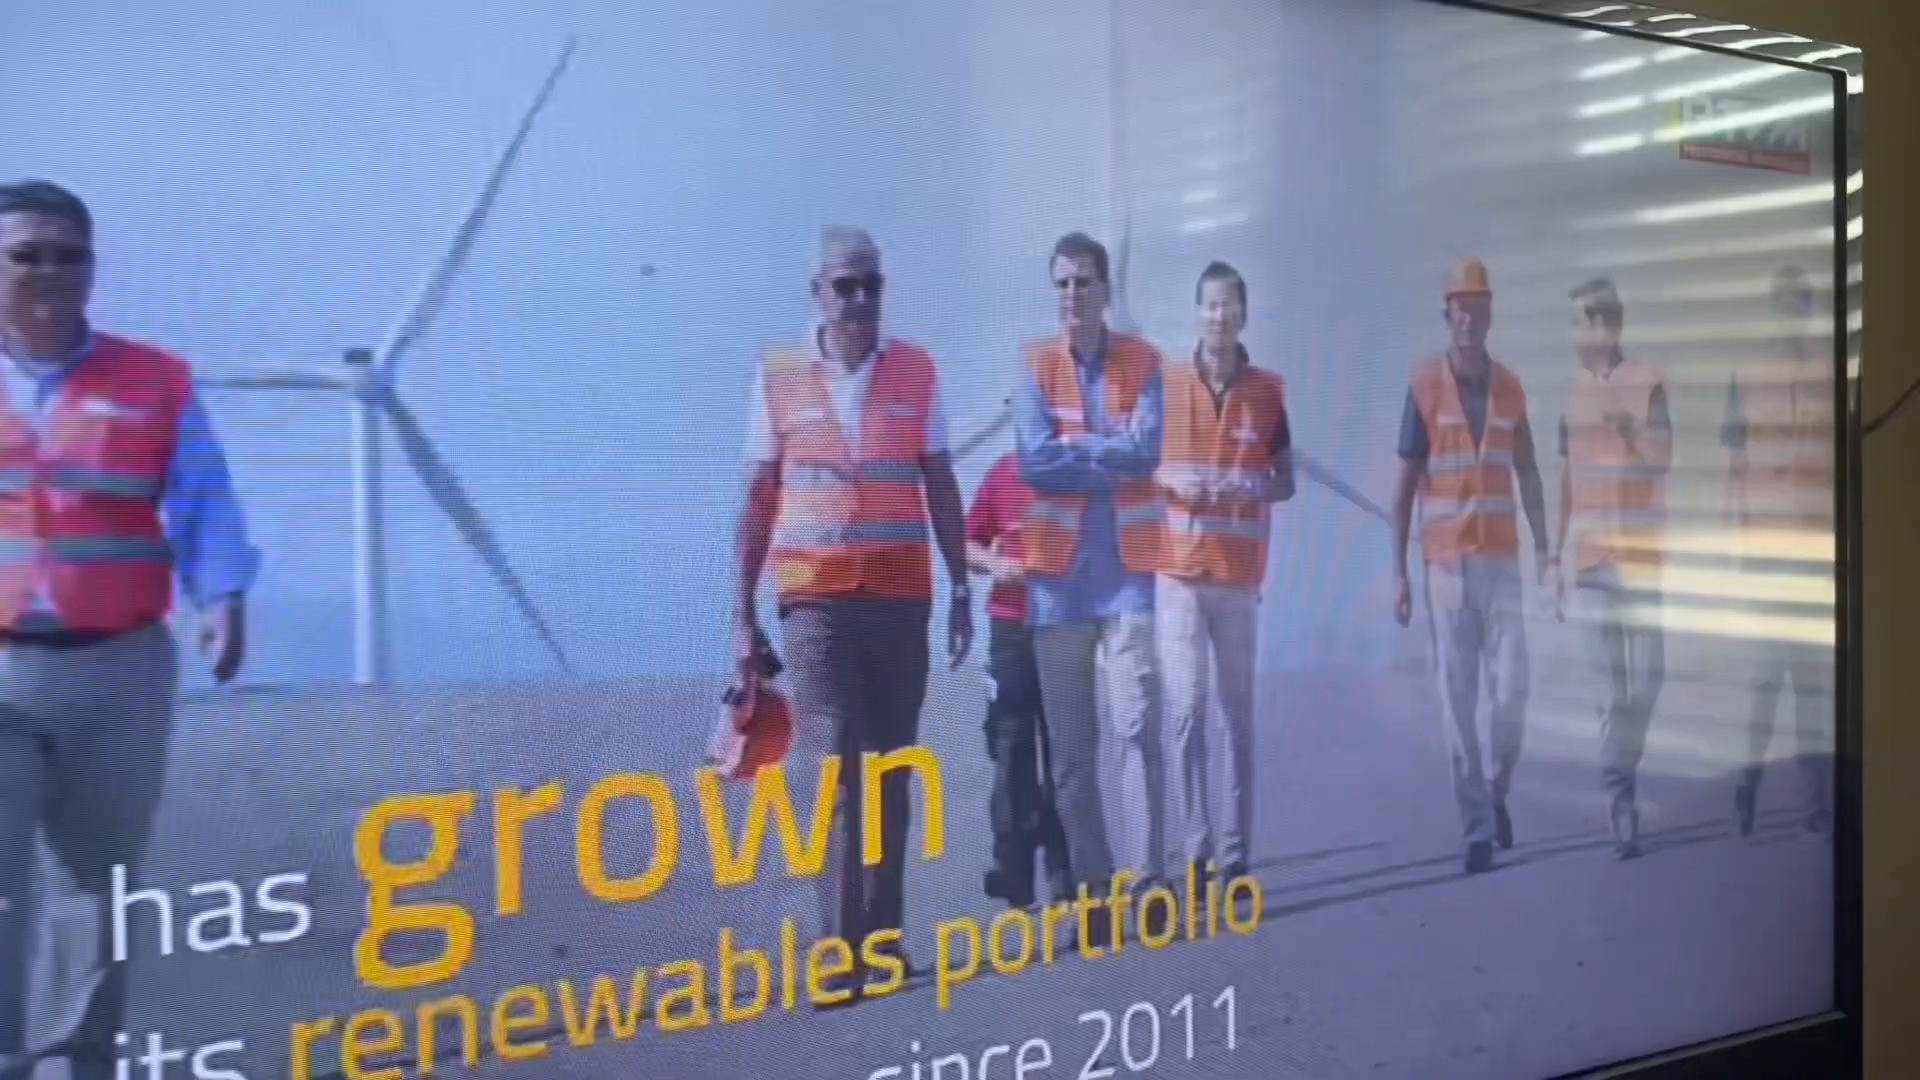 has grown
its renewables portfolio
since 2011